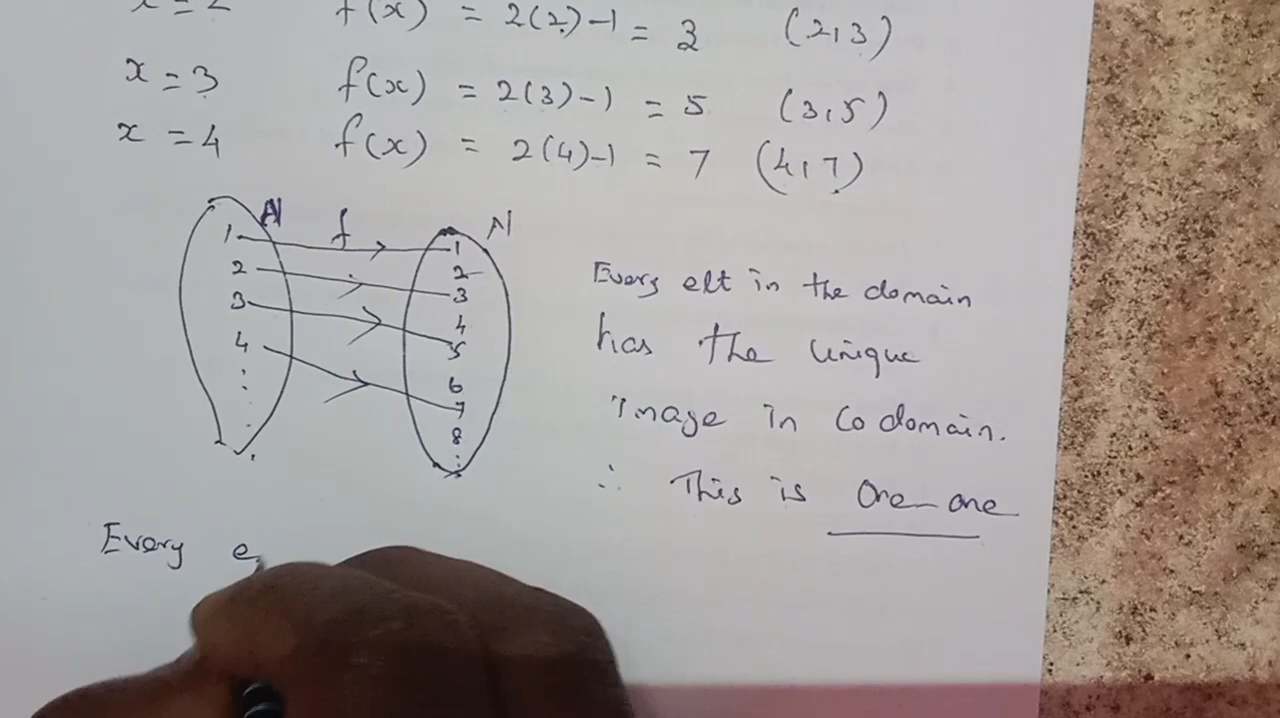 x = 2 f(x) = 2(2)-1 = 3 (2,3)
x = 3 f(x) = 2(3)-1 = 5 (3,5)
x = 4 f(x) = 2(4)-1 = 7 (4,7)
N f N
1 1
2 2
3 3
4 4
5
6
7
8
Every elt in the domain
has the unique
image in co domain.
∴ This is one-one
Every e